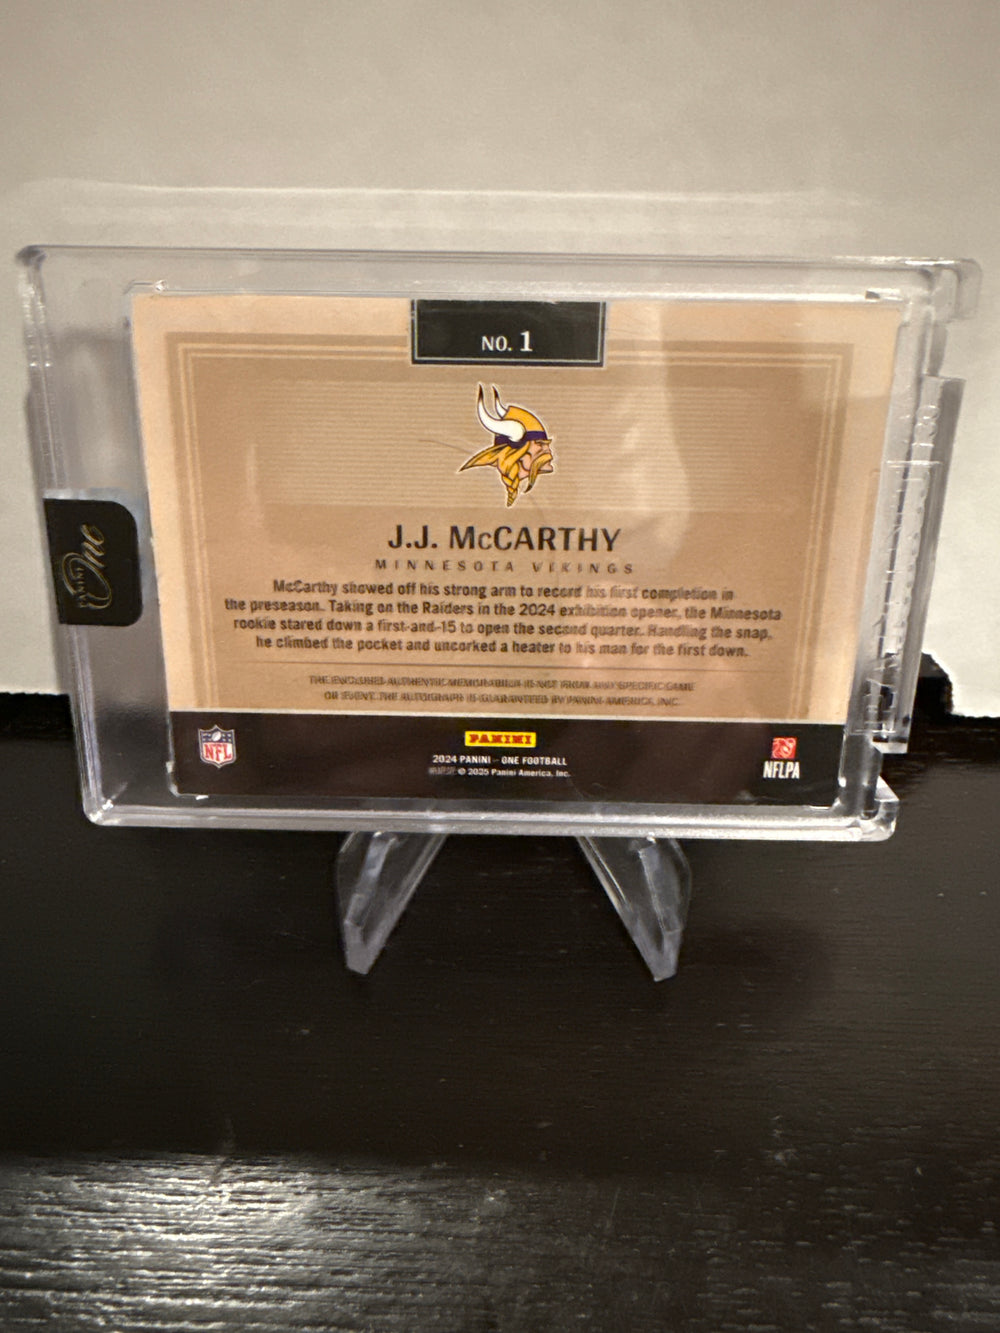 NO. 1
J.J. McCARTHY
MINNESOTA VIKINGS
McCarthy showed off his strong arm to record his first completion in
the preseason. Taking on the Raiders in the 2024 exhibition opener, the Minnesota
rookie stared down a first-and-15 to open the second quarter. Handling the snap,
he climbed the pocket and uncorked a heater to his man for the first down.
THE ENCLOSED AUTHENTIC MEMORABILIA IS NOT FROM ANY SPECIFIC GAME
OR EVENT. THE AUTOGRAPH IS GUARANTEED BY PANINI AMERICA, INC.
PANINI
One
NFL
PANINI
2024 PANINI – ONE FOOTBALL
© 2025 Panini America, Inc.
NFLPA